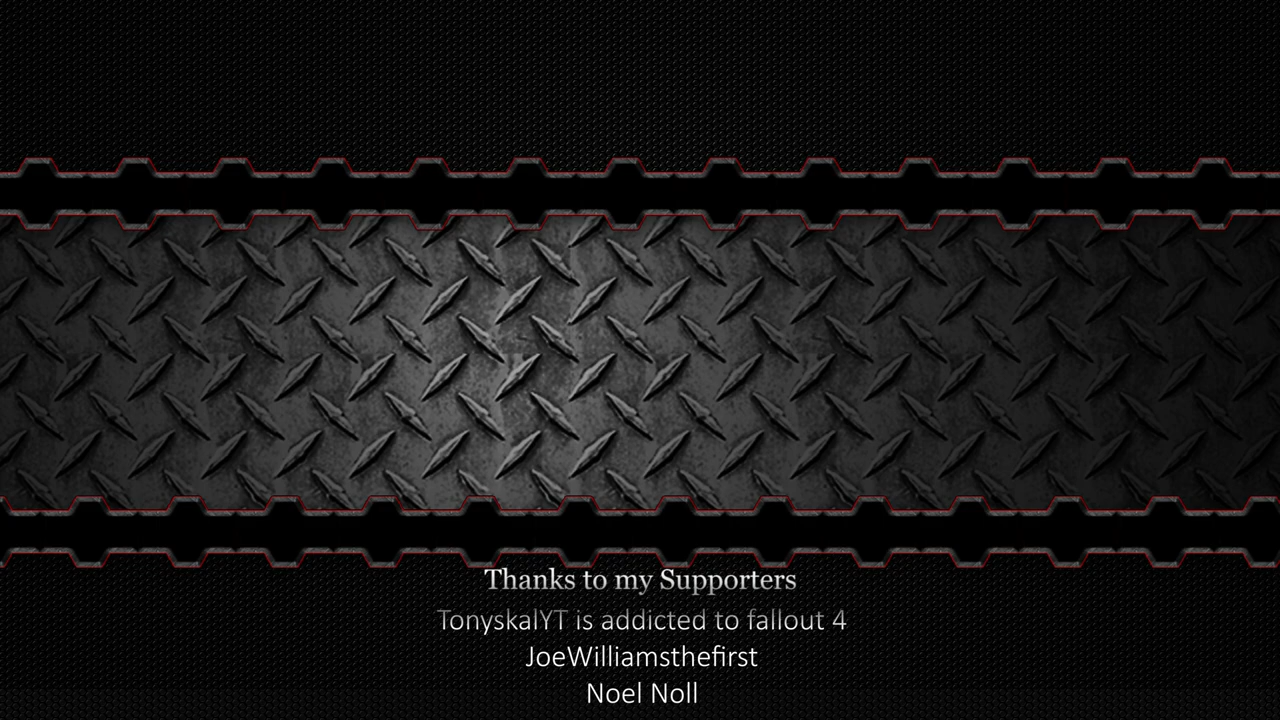 Thanks to my Supporters
TonyskalYT is addicted to fallout 4
JoeWilliamsthefirst
Noel Noll